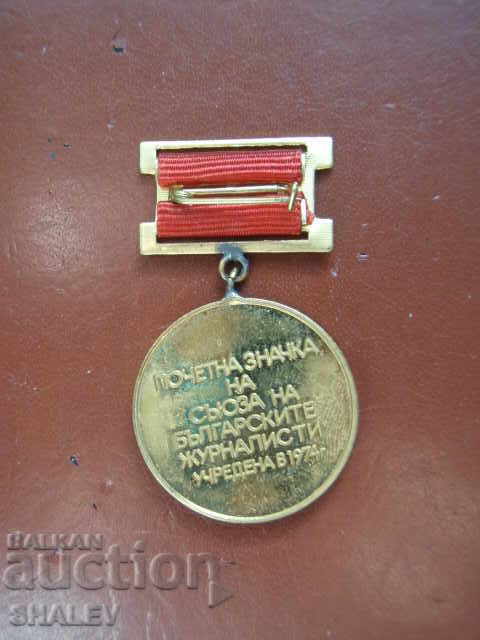 ПОЧЕТНА ЗНАЧКА
НА
СЪЮЗА НА
БЪЛГАРСКИТЕ
ЖУРНАЛИСТИ
УЧРЕДЕНА В 1974 г.
BALKAN
auction
SHALEV